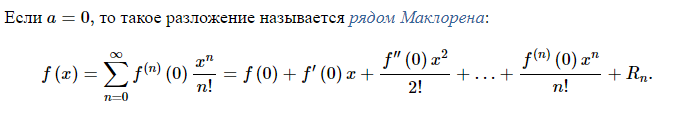 Если a = 0, то такое разложение называется рядом Маклорена:
f (x) = ∑_{n=0}^{∞} f^{(n)} (0) x^n/n! = f (0) + f′ (0) x + f″ (0) x^2/2! + … + f^{(n)} (0) x^n/n! + R_n.